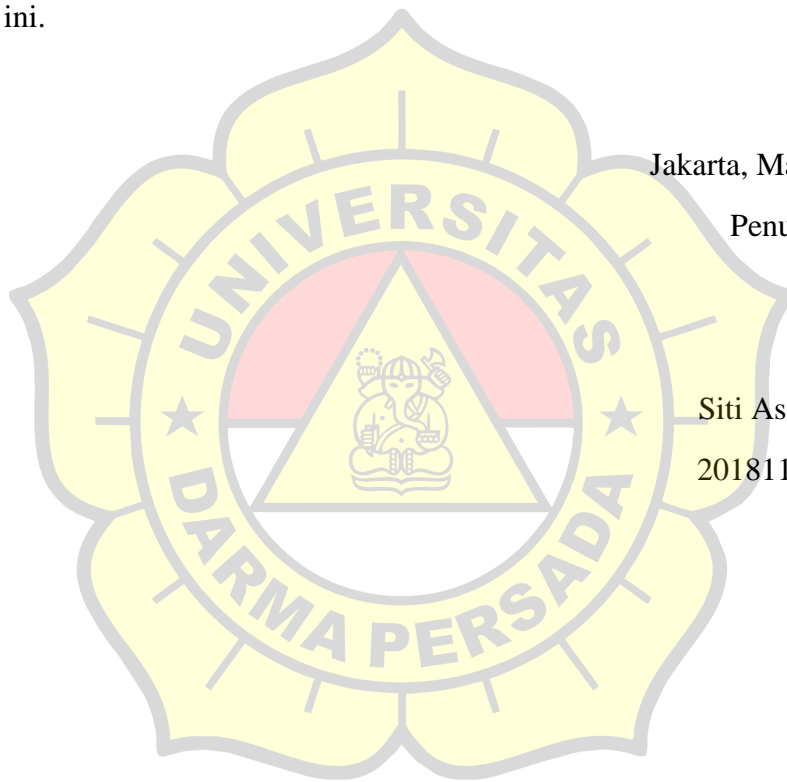 ini.
Jakarta, Ma
Penu
Siti As
201811
UNIVERSITAS
DARMA PERSADA